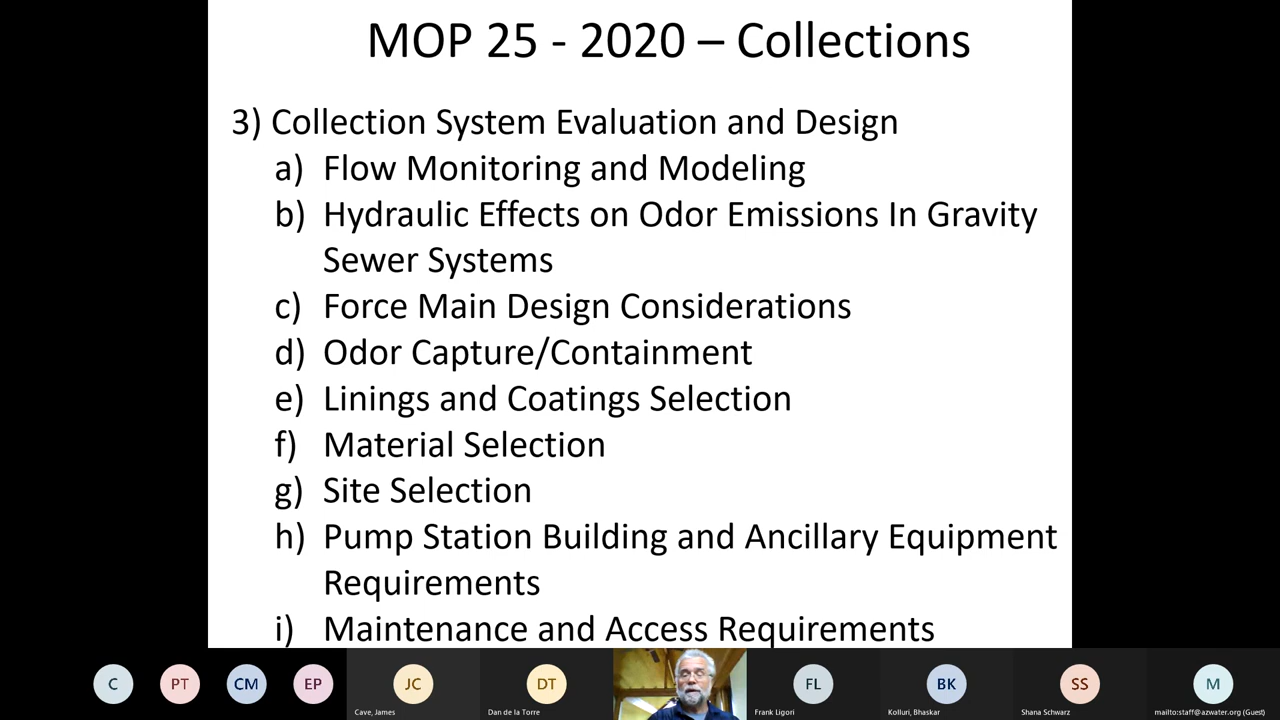 MOP 25 - 2020 – Collections
3) Collection System Evaluation and Design
a) Flow Monitoring and Modeling
b) Hydraulic Effects on Odor Emissions In Gravity
Sewer Systems
c) Force Main Design Considerations
d) Odor Capture/Containment
e) Linings and Coatings Selection
f) Material Selection
g) Site Selection
h) Pump Station Building and Ancillary Equipment
Requirements
i) Maintenance and Access Requirements
C PT CM EP JC DT FL BK SS M
Cave, James Dan de la Torre Frank Ligori Kolluri, Bhaskar Shana Schwarz mailto:staff@azwater.org (Guest)